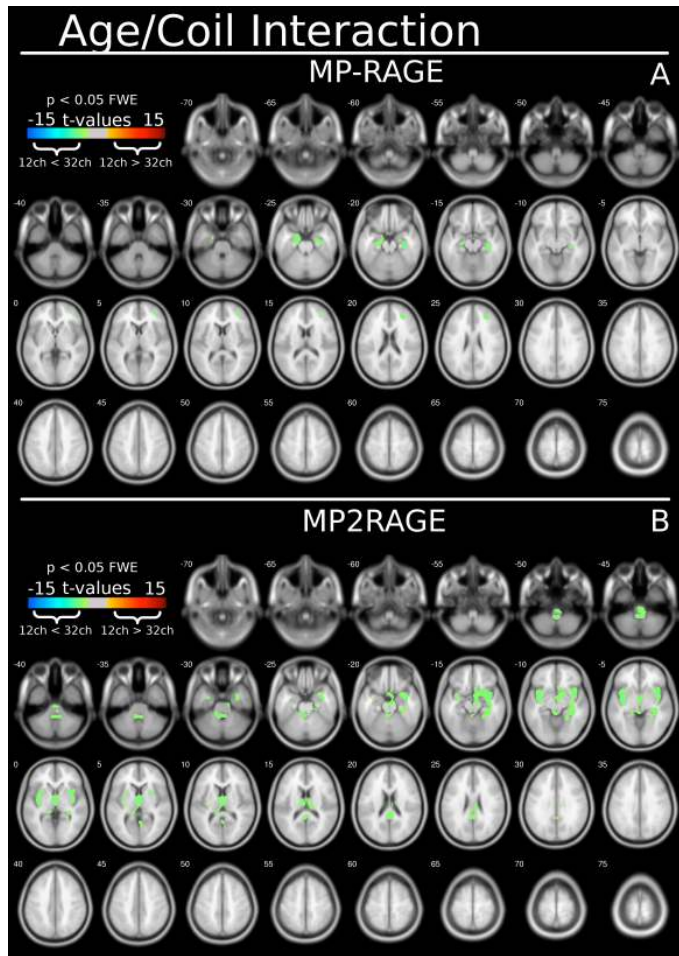 Age/Coil Interaction
MP-RAGE A
p < 0.05 FWE
-15 t-values 15
12ch < 32ch 12ch > 32ch
-70 -65 -60 -55 -50 -45
-40 -35 -30 -25 -20 -15 -10 -5
0 5 10 15 20 25 30 35
40 45 50 55 60 65 70 75
MP2RAGE B
p < 0.05 FWE
-15 t-values 15
12ch < 32ch 12ch > 32ch
-70 -65 -60 -55 -50 -45
-40 -35 -30 -25 -20 -15 -10 -5
0 5 10 15 20 25 30 35
40 45 50 55 60 65 70 75